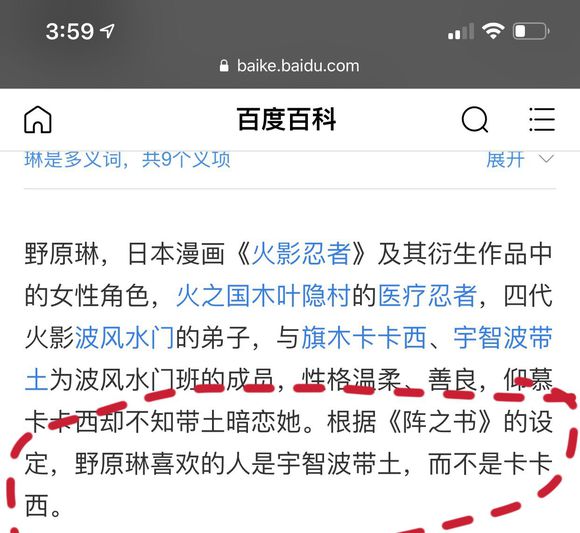 3:59
baike.baidu.com
百度百科
琳是多义词，共9个义项 展开
野原琳，日本漫画《火影忍者》及其衍生作品中
的女性角色，火之国木叶隐村的医疗忍者，四代
火影波风水门的弟子，与旗木卡卡西、宇智波带
土为波风水门班的成员，性格温柔、善良，仰慕
卡卡西却不知带土暗恋她。根据《阵之书》的设
定，野原琳喜欢的人是宇智波带土，而不是卡卡
西。